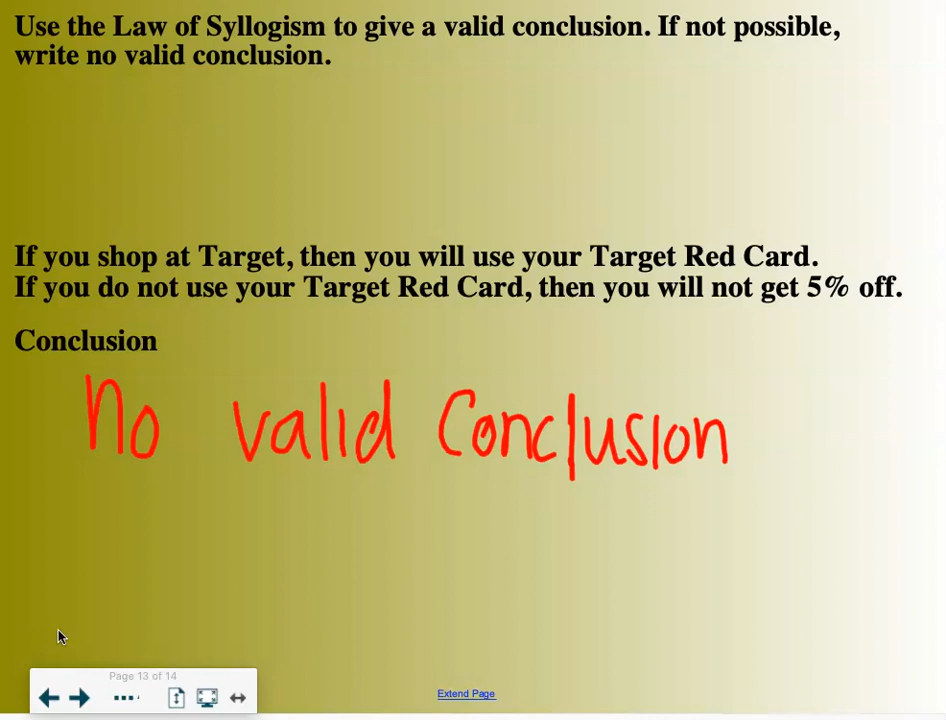 Use the Law of Syllogism to give a valid conclusion. If not possible,
write no valid conclusion.
If you shop at Target, then you will use your Target Red Card.
If you do not use your Target Red Card, then you will not get 5% off.
Conclusion
no valid Conclusion
Page 13 of 14
Extend Page